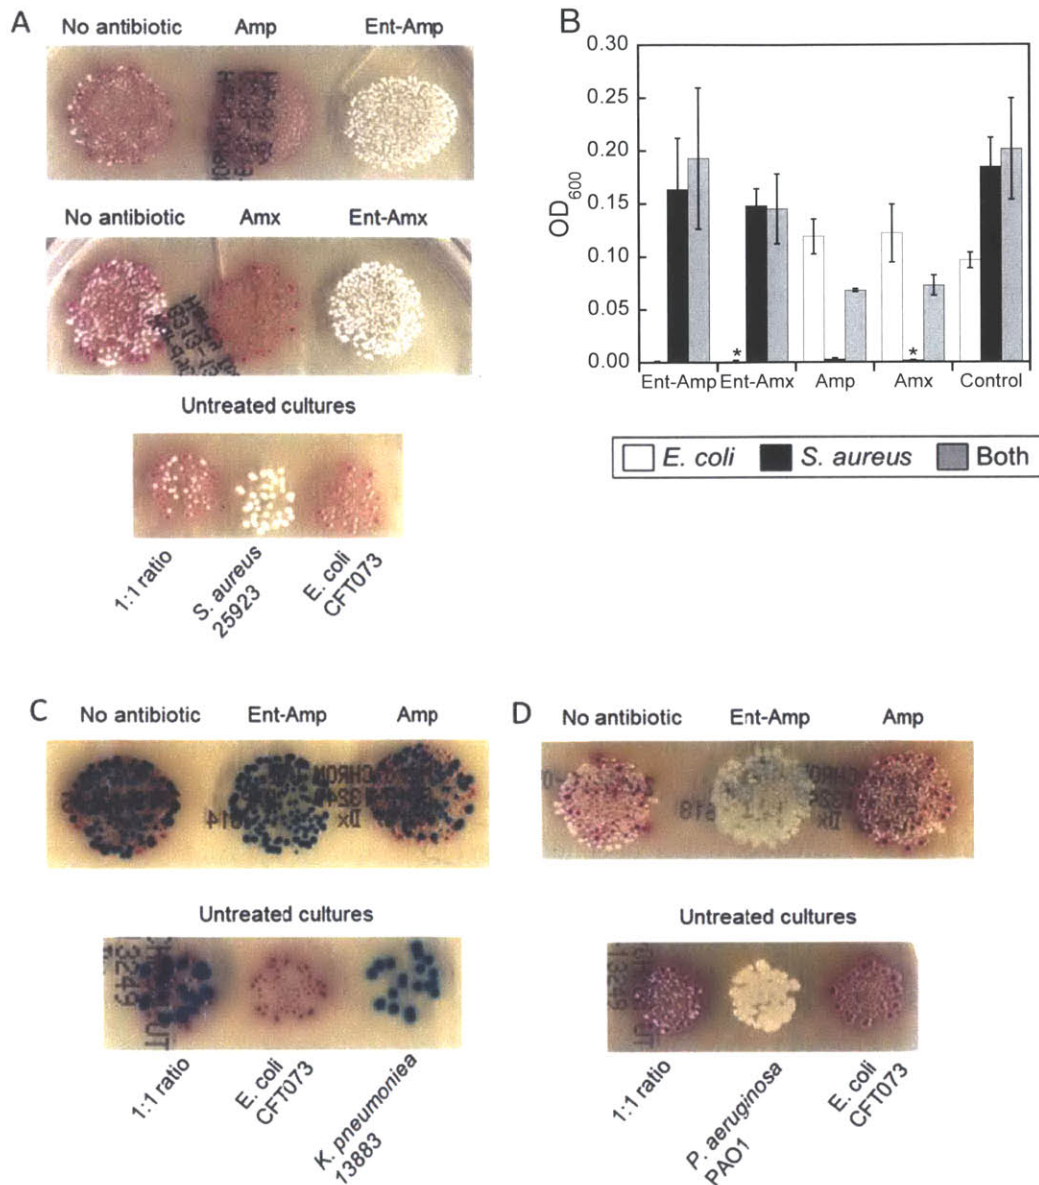 A
No antibiotic Amp Ent-Amp
No antibiotic Amx Ent-Amx
Untreated cultures
1:1 ratio
S. aureus
25923
E. coli
CFT073
B
0.30
0.25
0.20
0.15
0.10
0.05
0.00
OD600
* *
Ent-Amp Ent-Amx Amp Amx Control
E. coli S. aureus Both
C
No antibiotic Ent-Amp Amp
Untreated cultures
1:1 ratio
E. coli
CFT073
K. pneumoniea
13883
D
No antibiotic Ent-Amp Amp
Untreated cultures
1:1 ratio
P. aeruginosa
PAO1
E. coli
CFT073